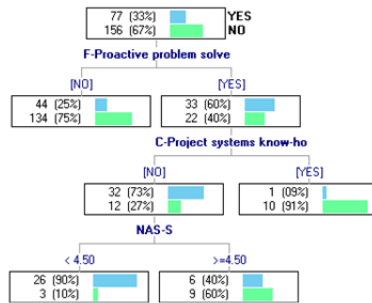 77 (33%) YES
156 (67%) NO
F-Proactive problem solve
[NO] [YES]
44 (25%) 33 (60%)
134 (75%) 22 (40%)
C-Project systems know-ho
[NO] [YES]
32 (73%) 1 (09%)
12 (27%) 10 (91%)
NAS-S
< 4.50 >=4.50
26 (90%) 6 (40%)
3 (10%) 9 (60%)